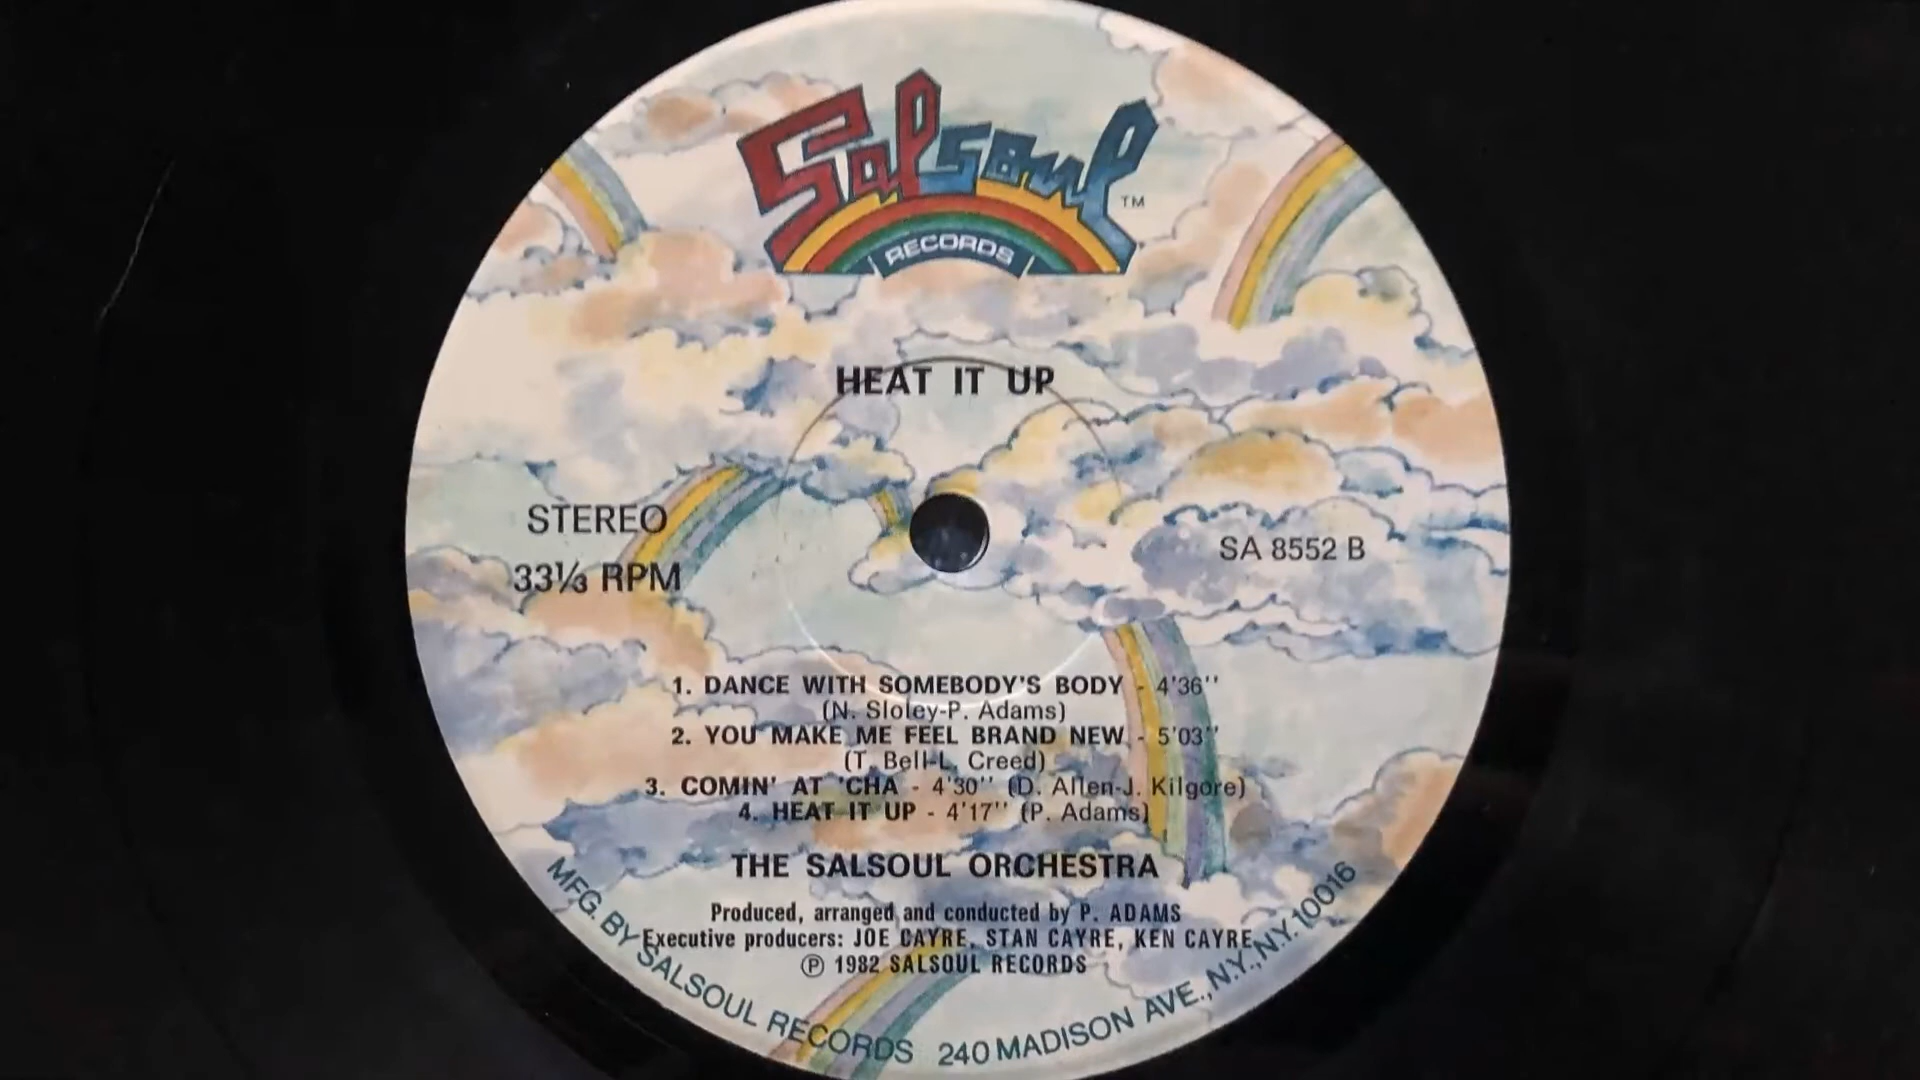 Salsoul TM
RECORDS
HEAT IT UP
STEREO
33⅓ RPM
SA 8552 B
1. DANCE WITH SOMEBODY'S BODY - 4'36''
(N. Sloley-P. Adams)
2. YOU MAKE ME FEEL BRAND NEW - 5'03''
(T. Bell-L. Creed)
3. COMIN' AT 'CHA - 4'30'' (D. Allen-J. Kilgore)
4. HEAT IT UP - 4'17'' (P. Adams)
THE SALSOUL ORCHESTRA
Produced, arranged and conducted by P. ADAMS
Executive producers: JOE CAYRE, STAN CAYRE, KEN CAYRE
Ⓟ 1982 SALSOUL RECORDS
MFG. BY SALSOUL RECORDS 240 MADISON AVE., N.Y., N.Y. 10016